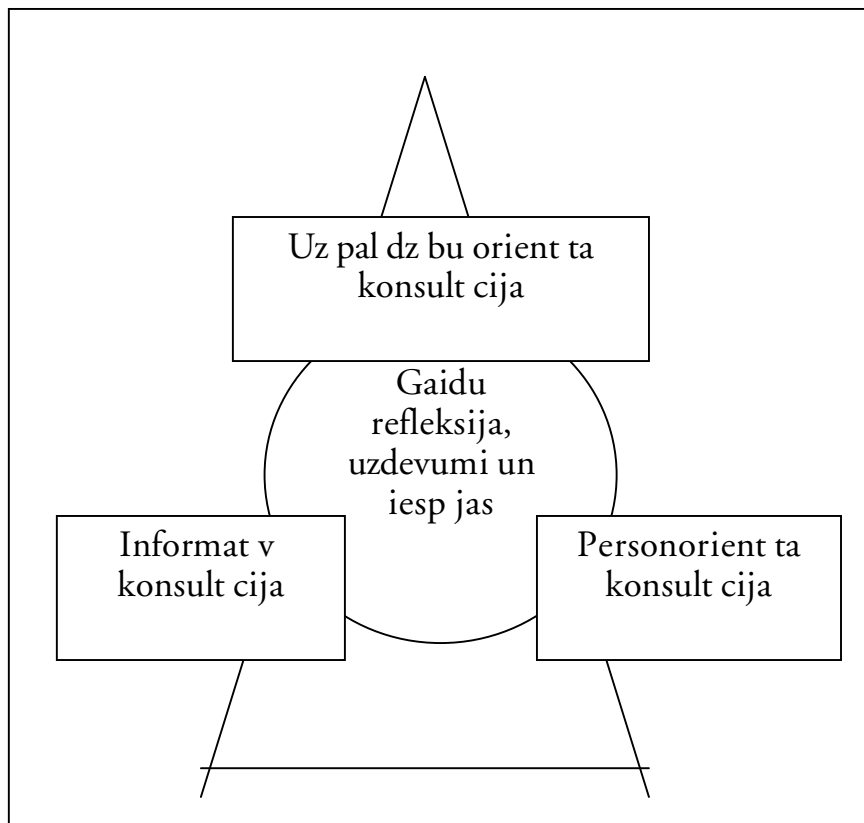 Uz pal dz bu orient ta
konsult cija
Gaidu
refleksija,
uzdevumi un
iesp jas
Informat v
konsult cija
Personorient ta
konsult cija